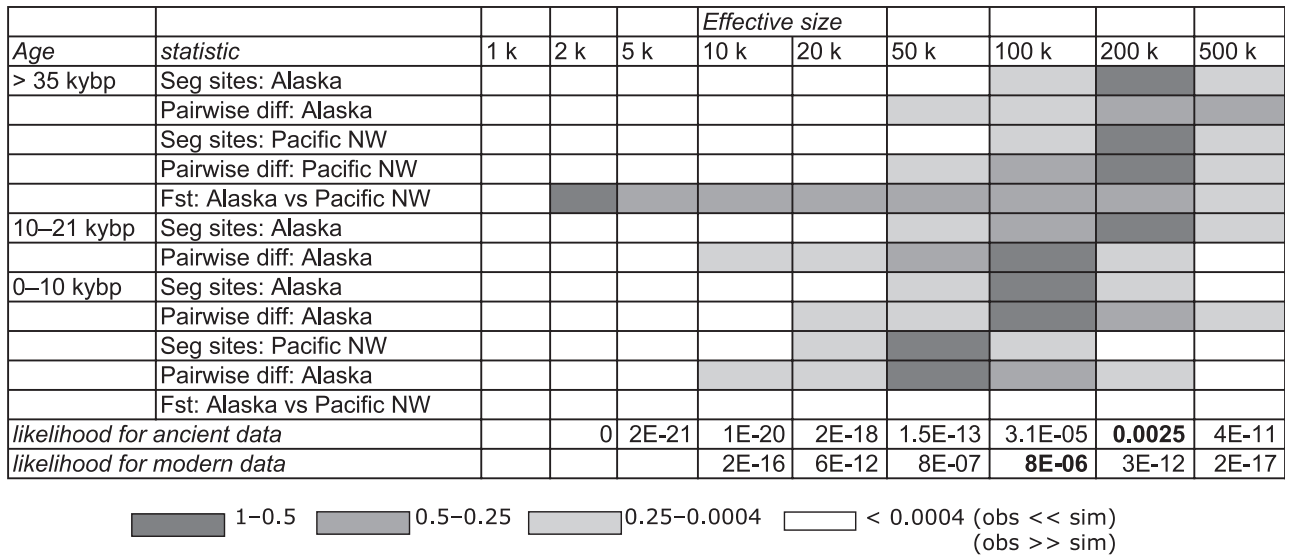 Effective size
Age statistic 1 k 2 k 5 k 10 k 20 k 50 k 100 k 200 k 500 k
> 35 kybp Seg sites: Alaska
Pairwise diff: Alaska
Seg sites: Pacific NW
Pairwise diff: Pacific NW
Fst: Alaska vs Pacific NW
10–21 kybp Seg sites: Alaska
Pairwise diff: Alaska
0–10 kybp Seg sites: Alaska
Pairwise diff: Alaska
Seg sites: Pacific NW
Pairwise diff: Alaska
Fst: Alaska vs Pacific NW
likelihood for ancient data 0 2E-21 1E-20 2E-18 1.5E-13 3.1E-05 0.0025 4E-11
likelihood for modern data 2E-16 6E-12 8E-07 8E-06 3E-12 2E-17
1–0.5 0.5–0.25 0.25–0.0004 < 0.0004 (obs << sim)
(obs >> sim)